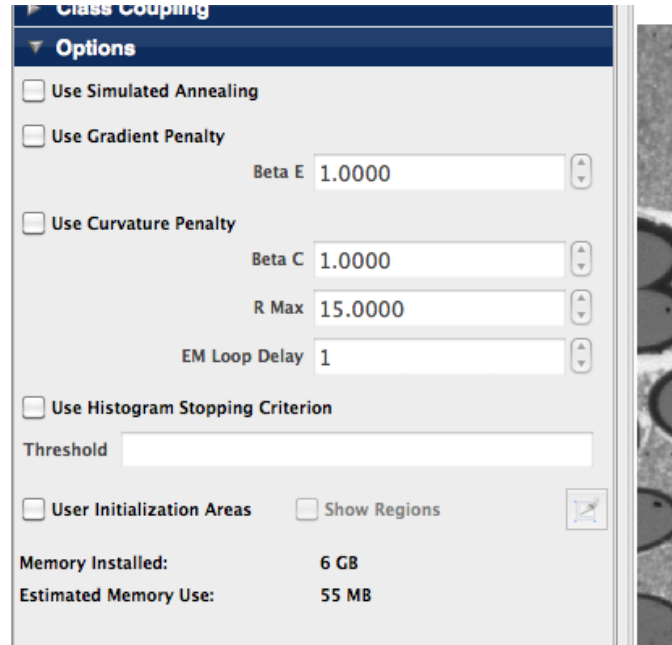 Class Coupling
Options
Use Simulated Annealing
Use Gradient Penalty
Beta E 1.0000
Use Curvature Penalty
Beta C 1.0000
R Max 15.0000
EM Loop Delay 1
Use Histogram Stopping Criterion
Threshold
User Initialization Areas Show Regions
Memory Installed: 6 GB
Estimated Memory Use: 55 MB